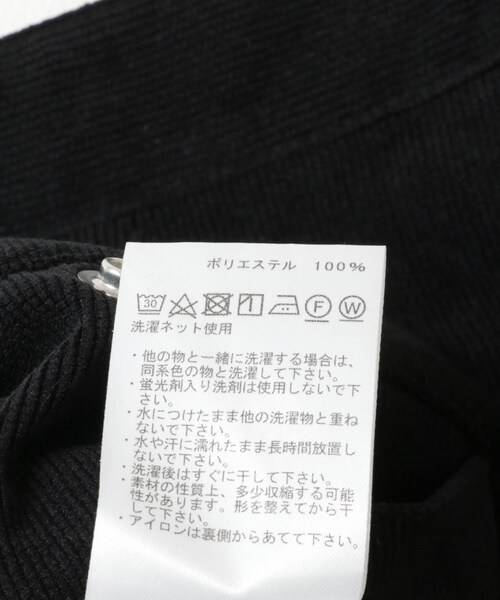 ポリエステル 100%
30 F W
洗濯ネット使用
・他の物と一緒に洗濯する場合は、
同系色の物と洗濯して下さい。
・蛍光剤入り洗剤は使用しないで下
さい。
・水につけたまま他の洗濯物と重ね
ないで下さい。
・水や汗に濡れたまま長時間放置し
ないで下さい。
・洗濯後はすぐに干して下さい。
・素材の性質上、多少収縮する可能
性があります。形を整えてから干
して下さい。
・アイロンは裏側からあてて下さい。